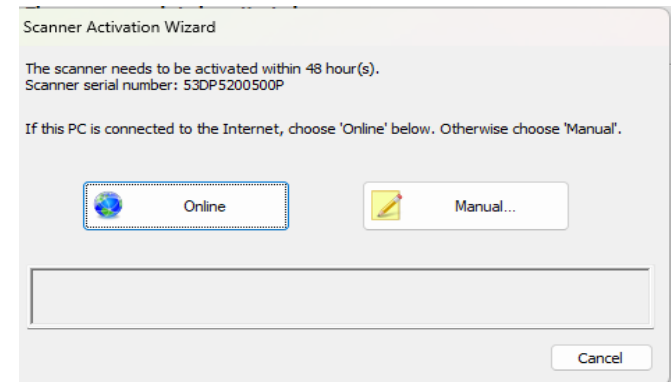 Scanner Activation Wizard
The scanner needs to be activated within 48 hour(s).
Scanner serial number: 53DP5200500P
If this PC is connected to the Internet, choose 'Online' below. Otherwise choose 'Manual'.
Online
Manual...
Cancel